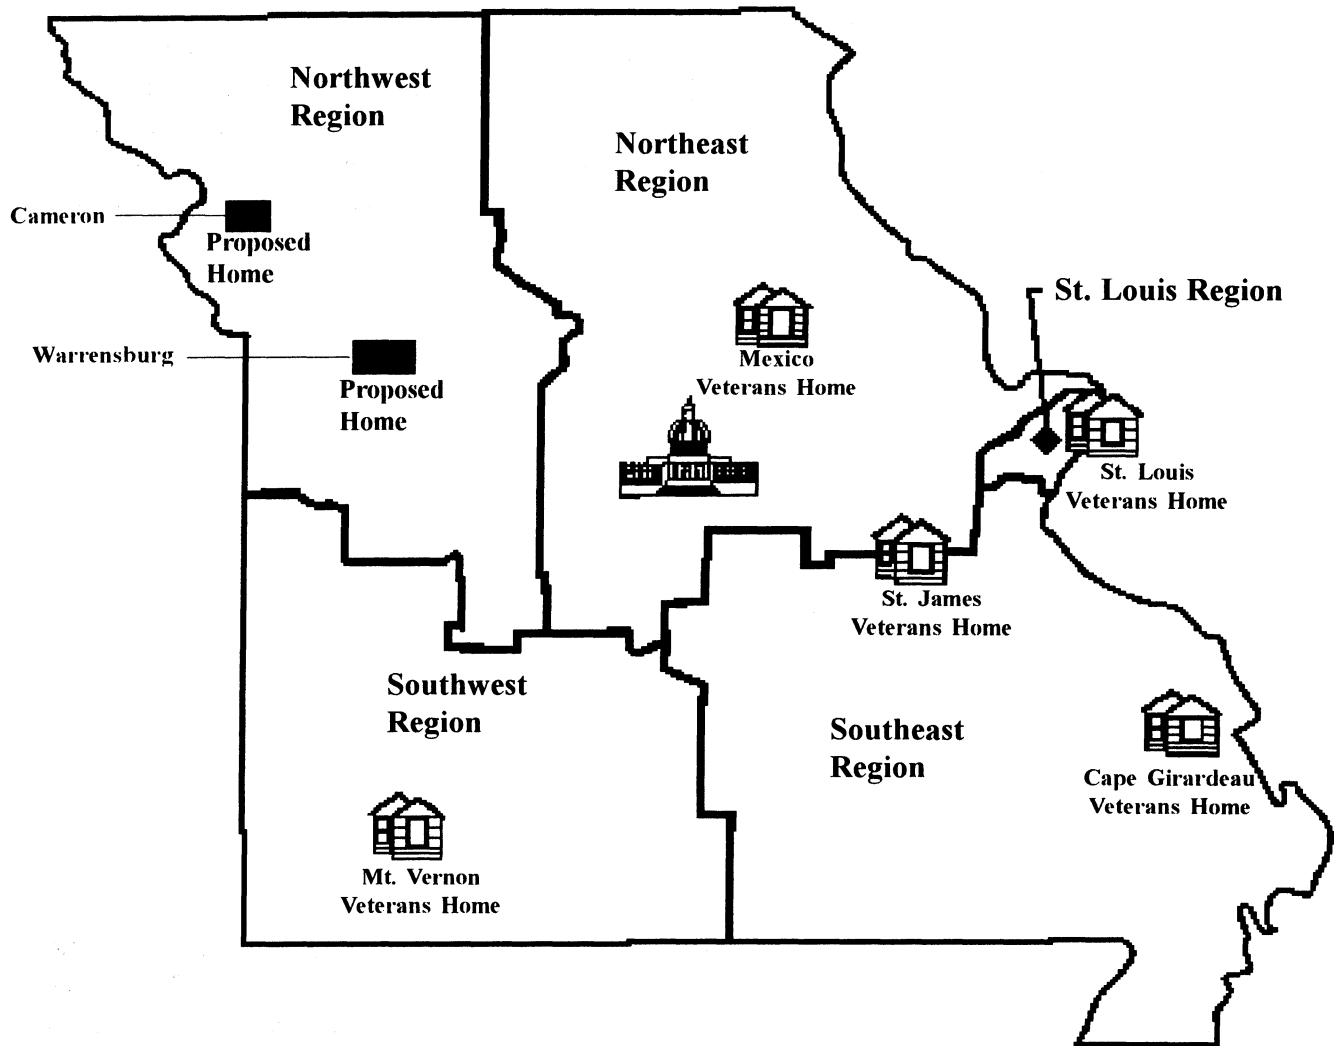 Northwest
Region
Northeast
Region
Cameron
Proposed
Home
St. Louis Region
Warrensburg
Proposed
Home
Mexico
Veterans Home
St. Louis
Veterans Home
St. James
Veterans Home
Southwest
Region
Southeast
Region
Cape Girardeau
Veterans Home
Mt. Vernon
Veterans Home